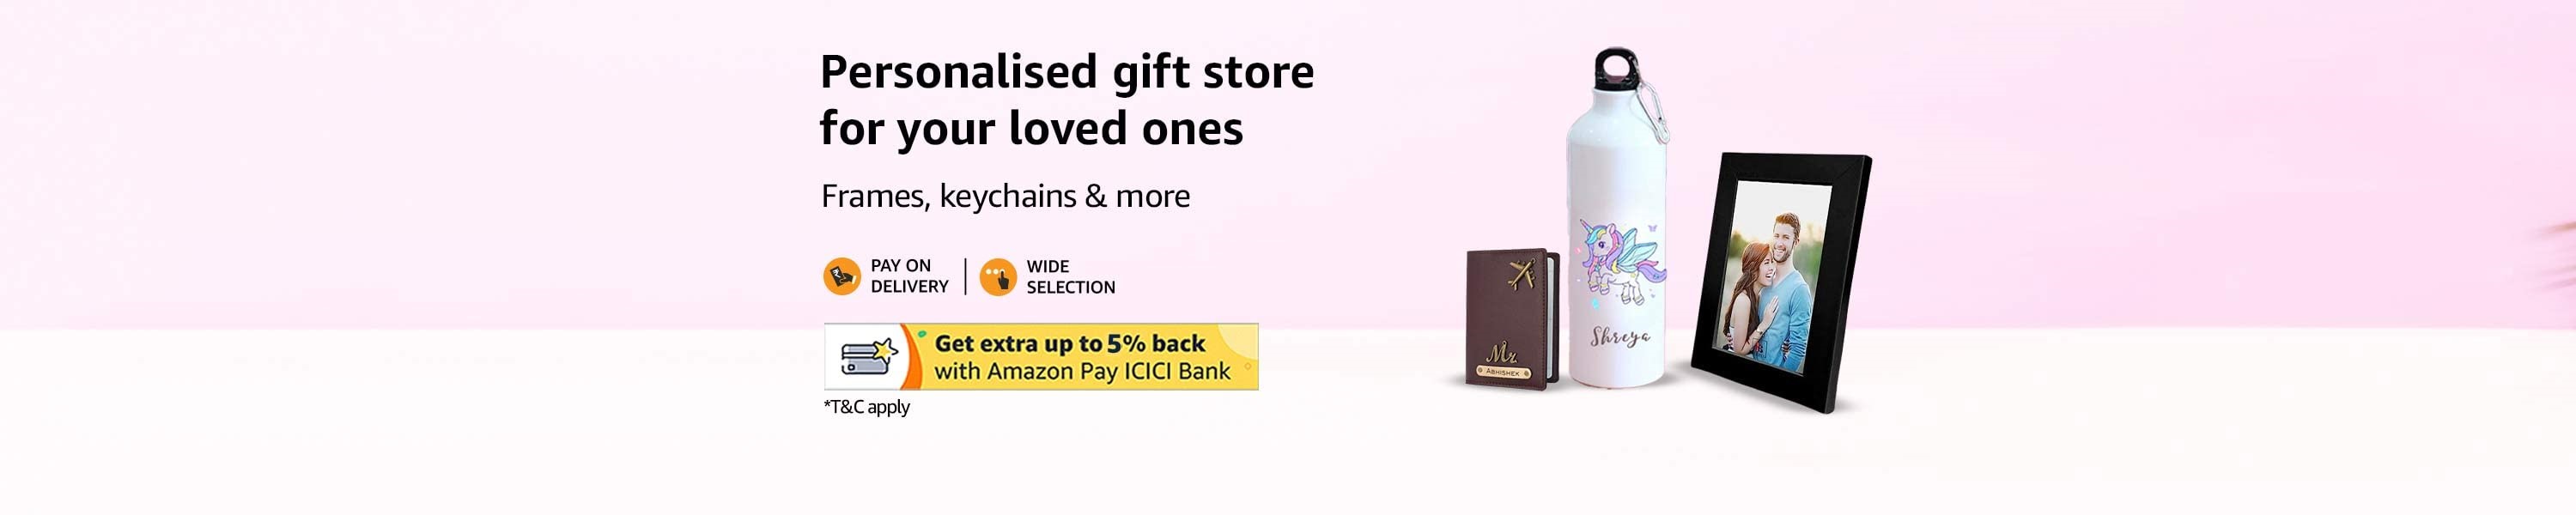 Personalised gift store
for your loved ones
Frames, keychains & more
PAY ON
DELIVERY
WIDE
SELECTION
Get extra up to 5% back
with Amazon Pay ICICI Bank
*T&C apply
Mr
ABHISHEK
Shreya